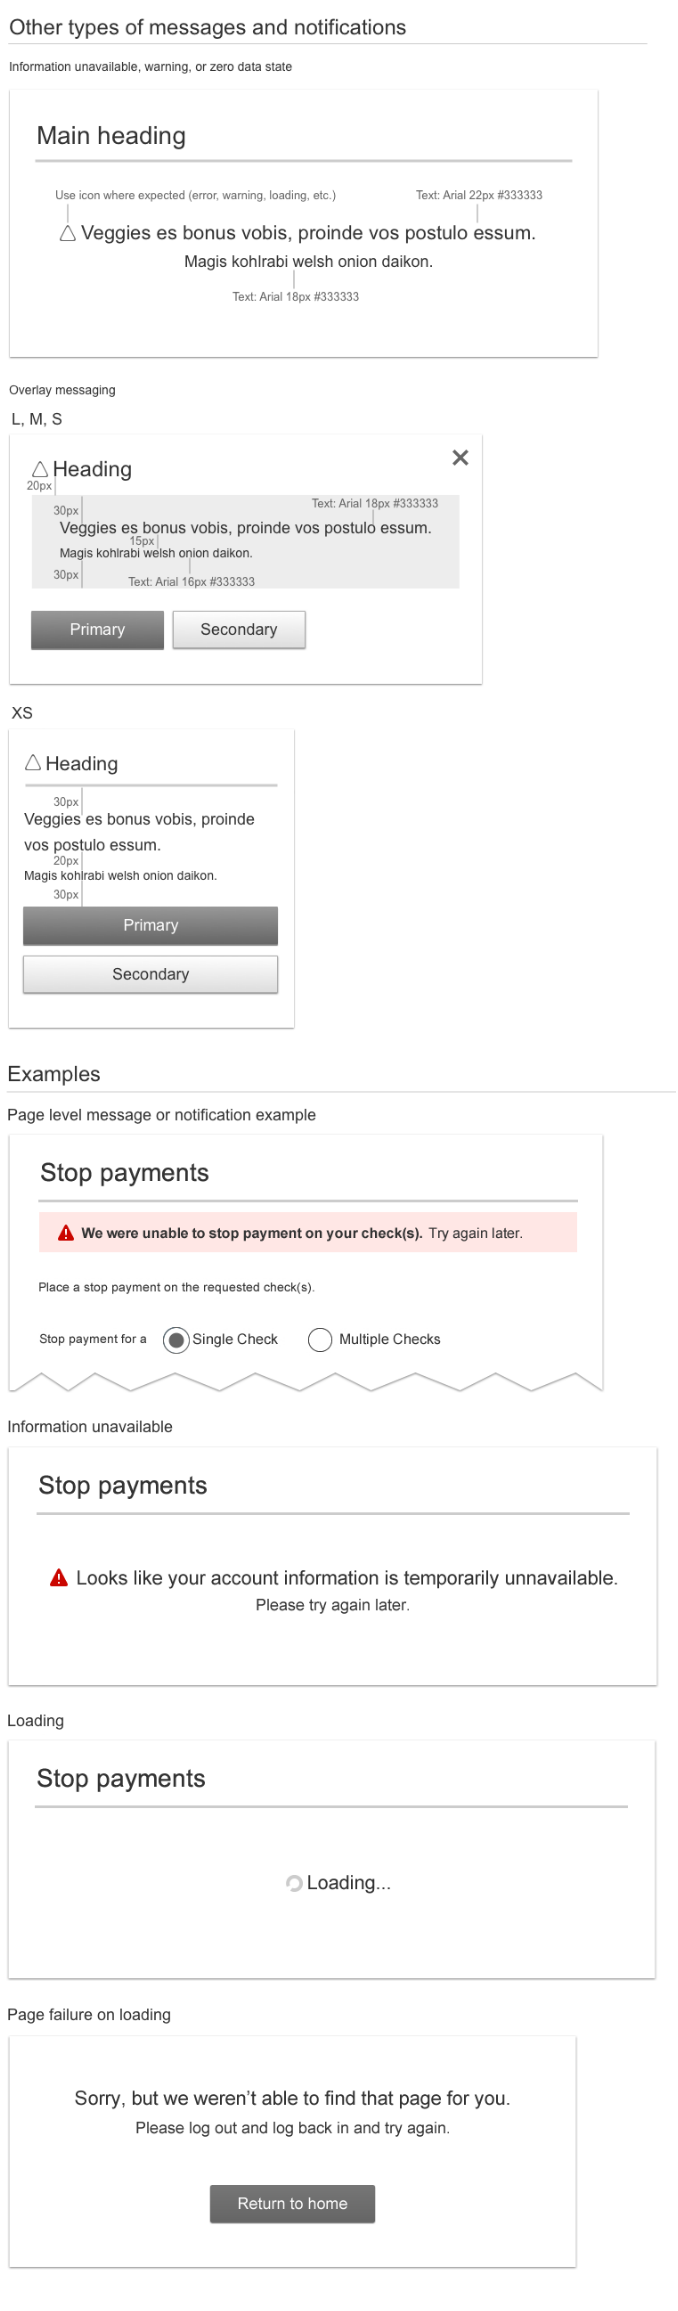 Other types of messages and notifications
Information unavailable, warning, or zero data state
Main heading
Use icon where expected (error, warning, loading, etc.)
Text: Arial 22px #333333
Veggies es bonus vobis, proinde vos postulo essum.
Magis kohlrabi welsh onion daikon.
Text: Arial 18px #333333
Overlay messaging
L, M, S
Heading
20px
Text: Arial 18px #333333
30px
Veggies es bonus vobis, proinde vos postulo essum.
15px
Magis kohlrabi welsh onion daikon.
30px
Text: Arial 16px #333333
Primary
Secondary
XS
Heading
30px
Veggies es bonus vobis, proinde
vos postulo essum.
20px
Magis kohlrabi welsh onion daikon.
30px
Primary
Secondary
Examples
Page level message or notification example
Stop payments
We were unable to stop payment on your check(s). Try again later.
Place a stop payment on the requested check(s).
Stop payment for a
Single Check
Multiple Checks
Information unavailable
Stop payments
Looks like your account information is temporarily unnavailable.
Please try again later.
Loading
Stop payments
Loading...
Page failure on loading
Sorry, but we weren’t able to find that page for you.
Please log out and log back in and try again.
Return to home